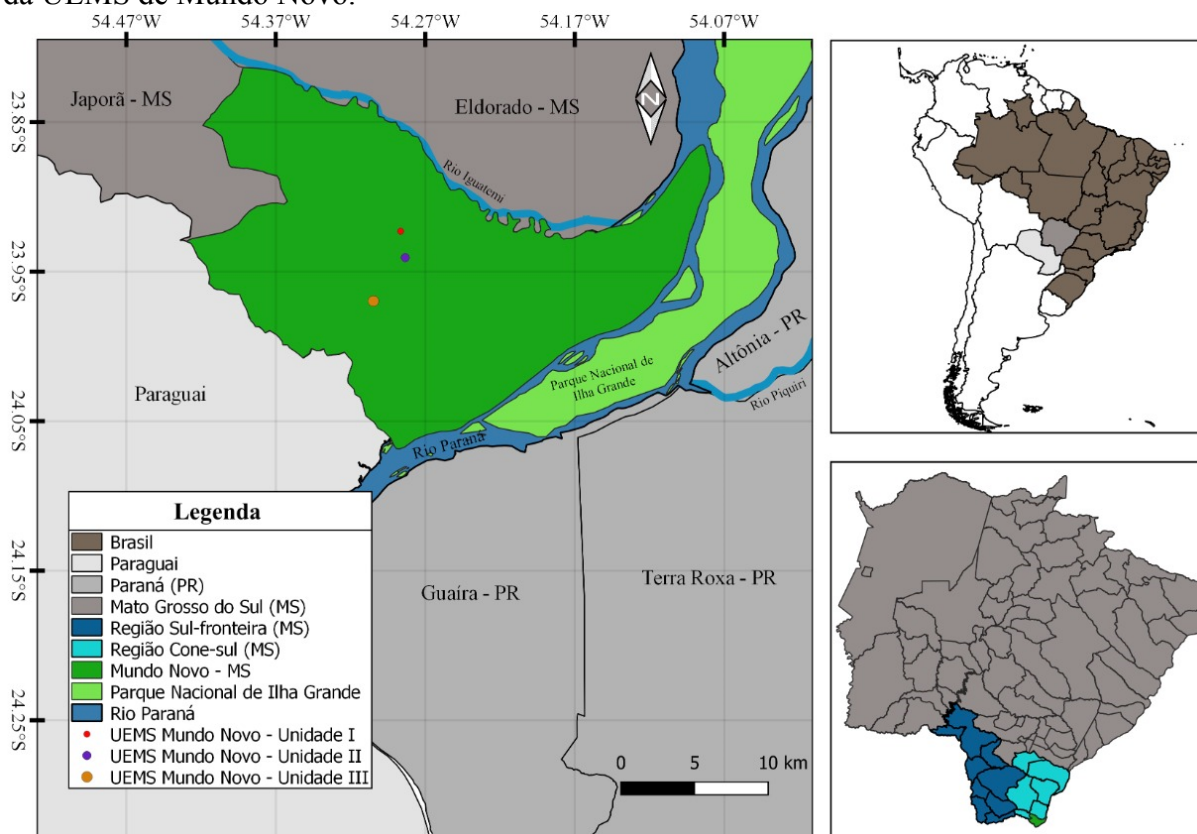 da UEMS de Mundo Novo.
54.47°W
54.37°W
54.27°W
54.17°W
54.07°W
23.85°S
23.95°S
24.05°S
24.15°S
24.25°S
Japorã - MS
Eldorado - MS
N
Rio Iguatemi
Altônia - PR
Parque Nacional de
Ilha Grande
Rio Piquiri
Paraguai
Rio Paraná
Guaíra - PR
Terra Roxa - PR
Legenda
Brasil
Paraguai
Paraná (PR)
Mato Grosso do Sul (MS)
Região Sul-fronteira (MS)
Região Cone-sul (MS)
Mundo Novo - MS
Parque Nacional de Ilha Grande
Rio Paraná
UEMS Mundo Novo - Unidade I
UEMS Mundo Novo - Unidade II
UEMS Mundo Novo - Unidade III
0 5 10 km